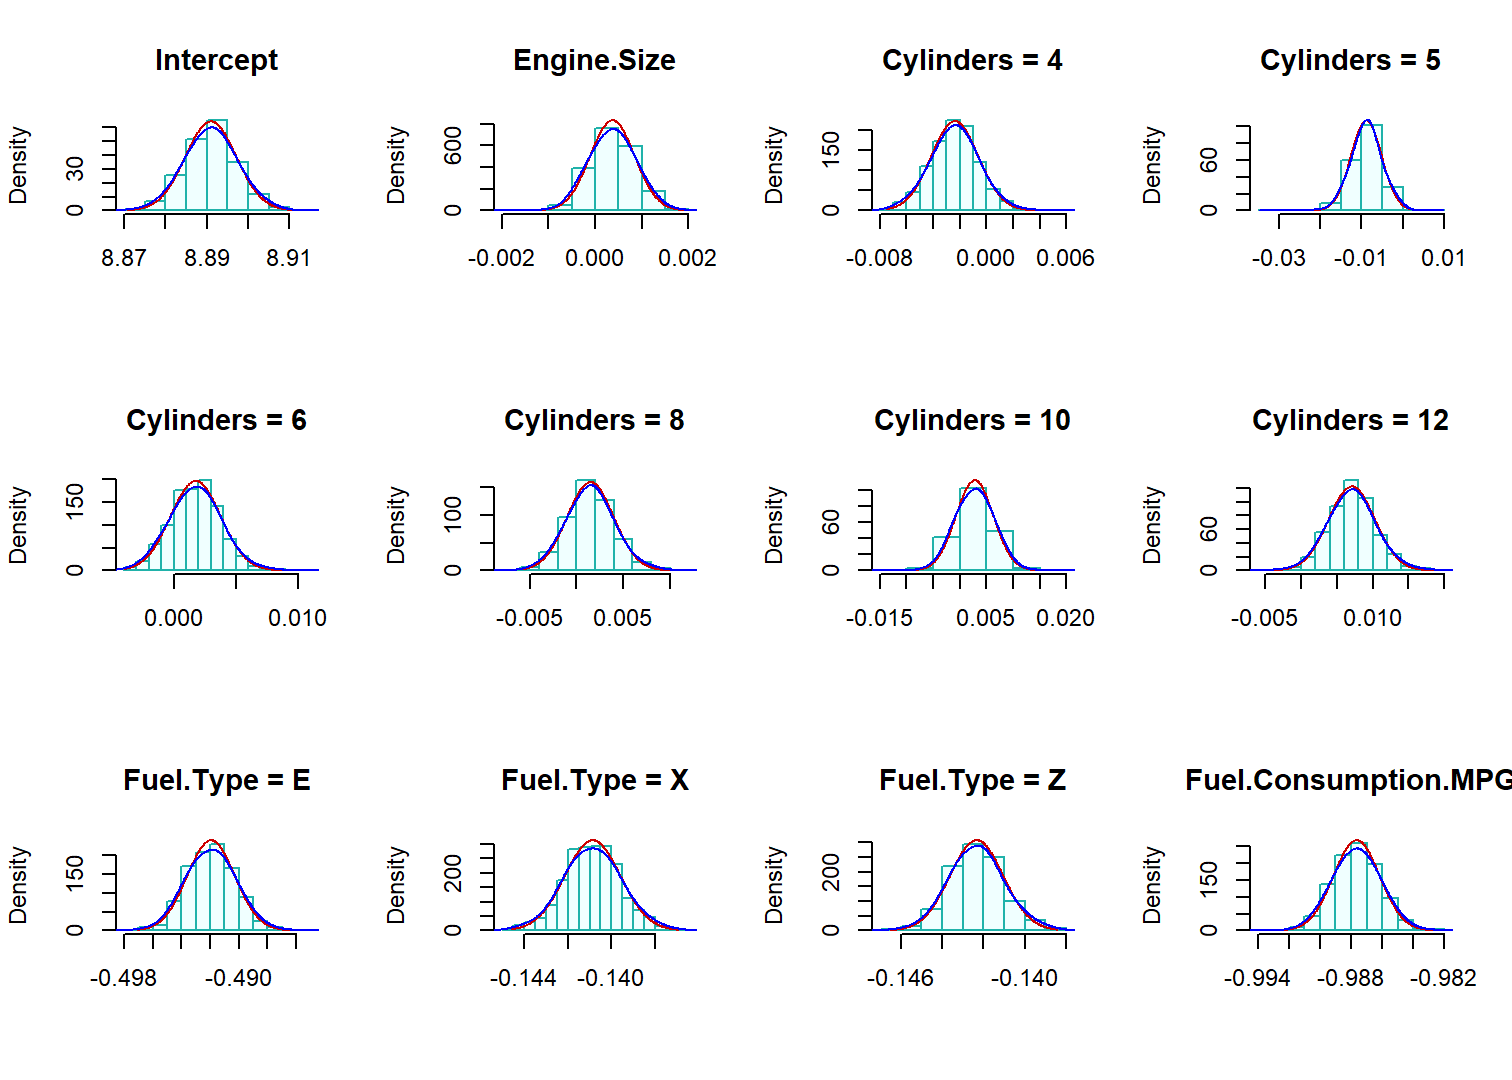 Intercept
Density
0 30
8.87 8.89 8.91
Engine.Size
Density
0 600
-0.002 0.000 0.002
Cylinders = 4
Density
0 150
-0.008 0.000 0.006
Cylinders = 5
Density
0 60
-0.03 -0.01 0.01
Cylinders = 6
Density
0 150
0.000 0.010
Cylinders = 8
Density
0 100
-0.005 0.005
Cylinders = 10
Density
0 60
-0.015 0.005 0.020
Cylinders = 12
Density
0 60
-0.005 0.010
Fuel.Type = E
Density
0 150
-0.498 -0.490
Fuel.Type = X
Density
0 200
-0.144 -0.140
Fuel.Type = Z
Density
0 200
-0.146 -0.140
Fuel.Consumption.MPG
Density
0 150
-0.994 -0.988 -0.982